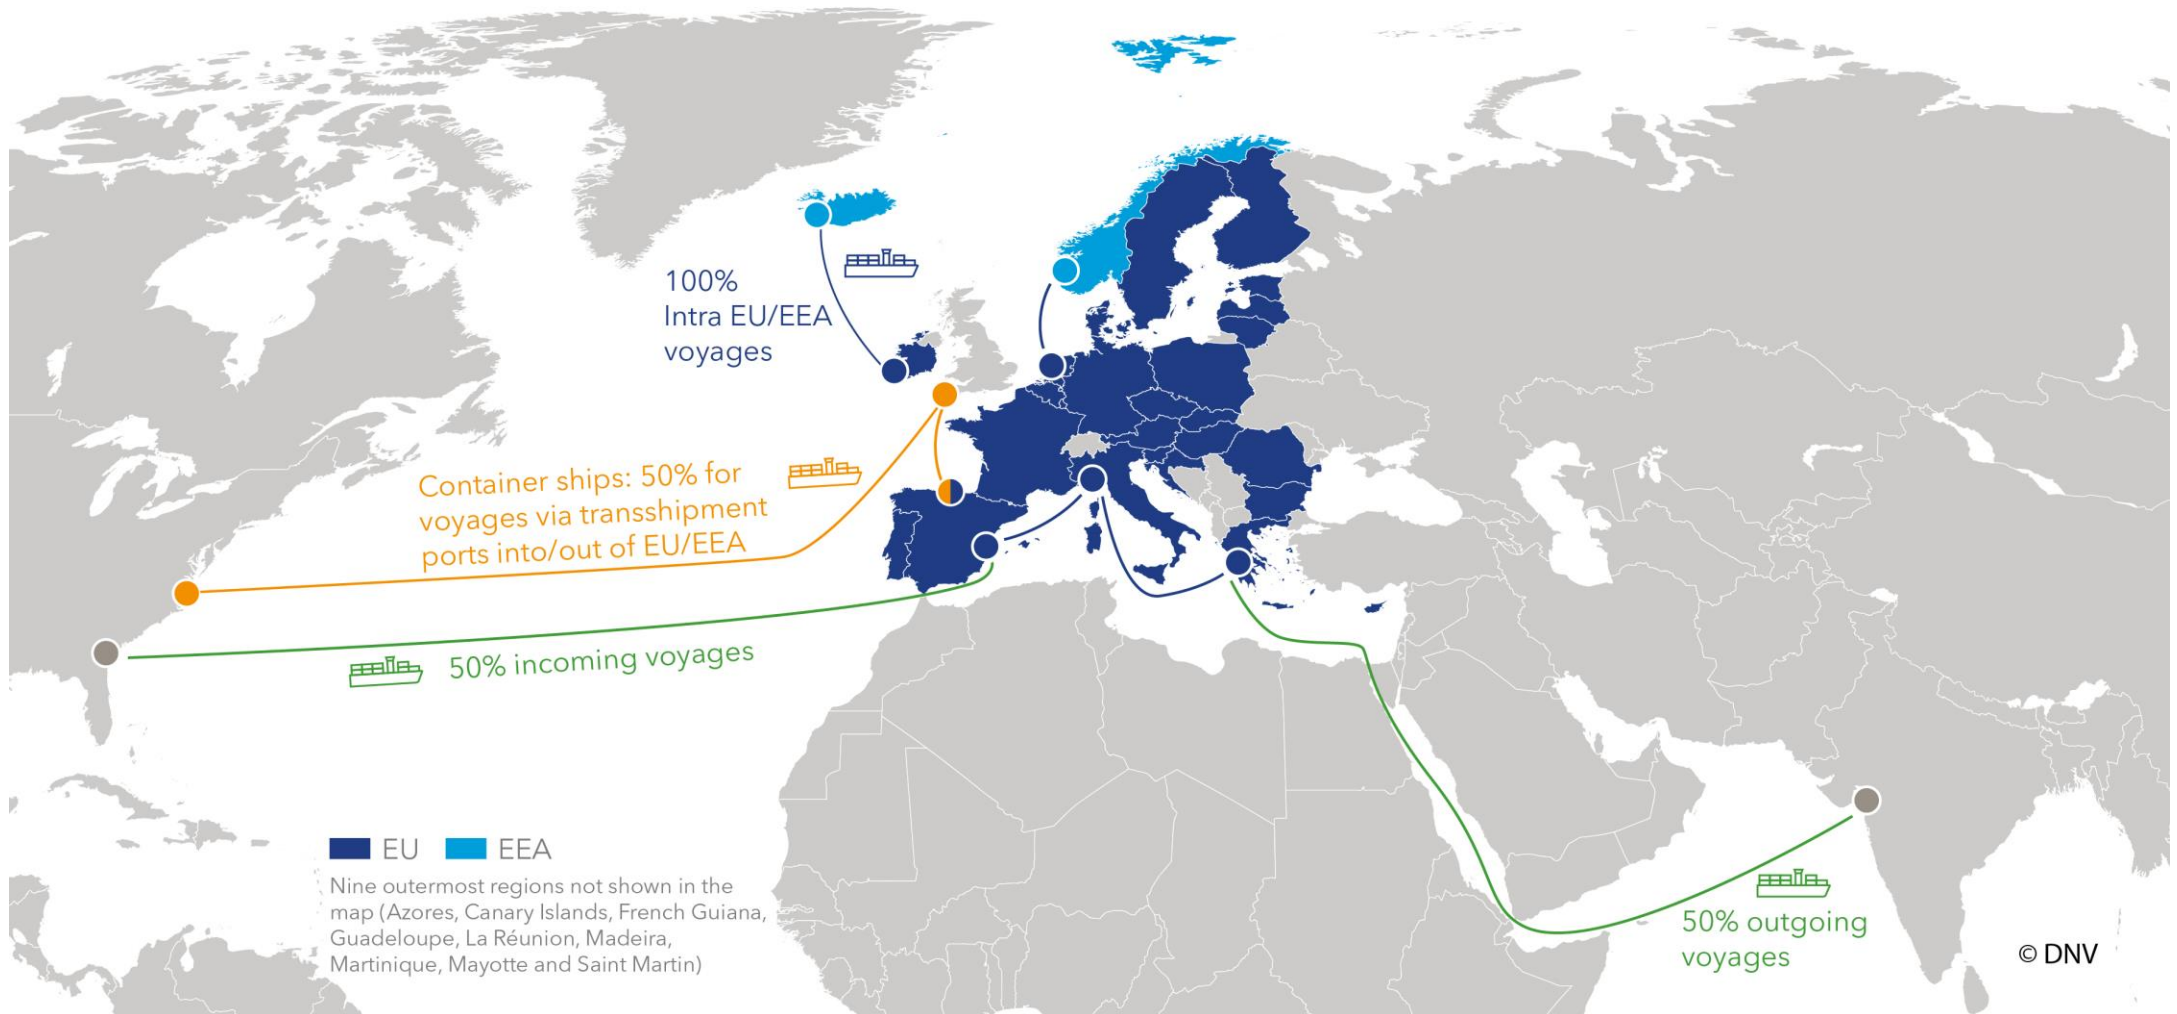 100%
Intra EU/EEA
voyages
Container ships: 50% for
voyages via transshipment
ports into/out of EU/EEA
50% incoming voyages
EU EEA
Nine outermost regions not shown in the
map (Azores, Canary Islands, French Guiana,
Guadeloupe, La Réunion, Madeira,
Martinique, Mayotte and Saint Martin)
50% outgoing
voyages
© DNV